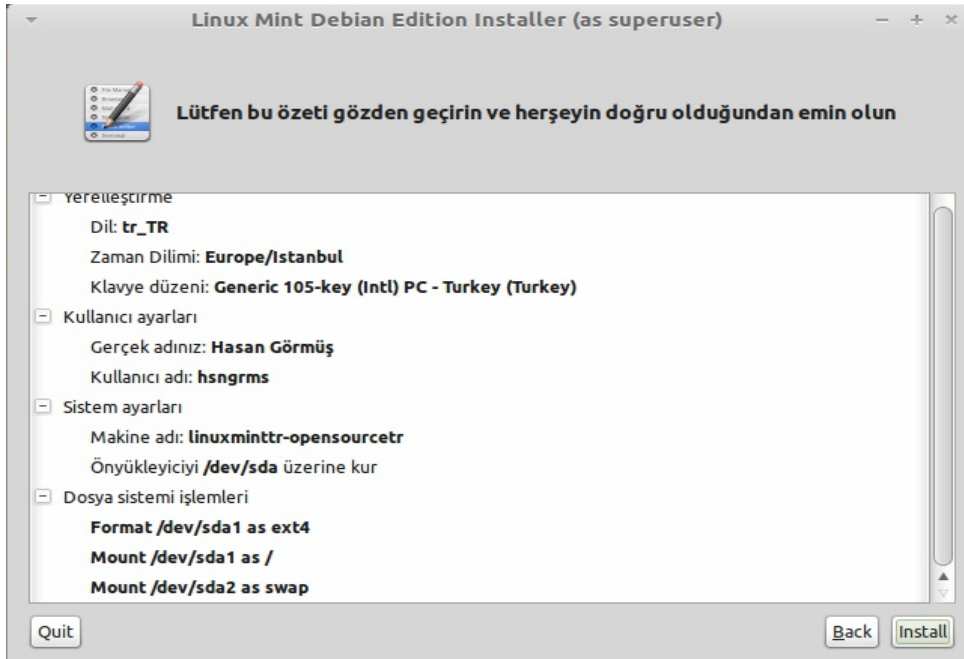 Linux Mint Debian Edition Installer (as superuser)
Lütfen bu özeti gözden geçirin ve herşeyin doğru olduğundan emin olun
Yerelleştirme
Dil: tr_TR
Zaman Dilimi: Europe/Istanbul
Klavye düzeni: Generic 105-key (Intl) PC - Turkey (Turkey)
Kullanıcı ayarları
Gerçek adınız: Hasan Görmüş
Kullanıcı adı: hsngrms
Sistem ayarları
Makine adı: linuxminttr-opensourcetr
Önyükleyiciyi /dev/sda üzerine kur
Dosya sistemi işlemleri
Format /dev/sda1 as ext4
Mount /dev/sda1 as /
Mount /dev/sda2 as swap
Quit
Back
Install